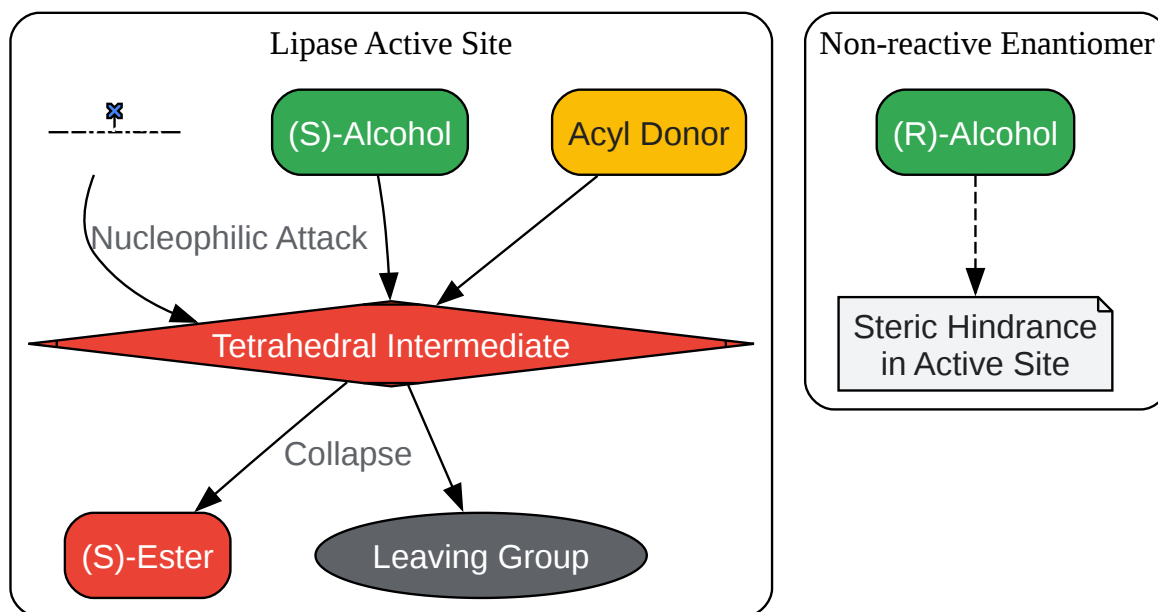 Lipase Active Site
Non-reactive Enantiomer
(S)-Alcohol
Acyl Donor
(R)-Alcohol
Nucleophilic Attack
Steric Hindrance
in Active Site
Tetrahedral Intermediate
Collapse
(S)-Ester
Leaving Group